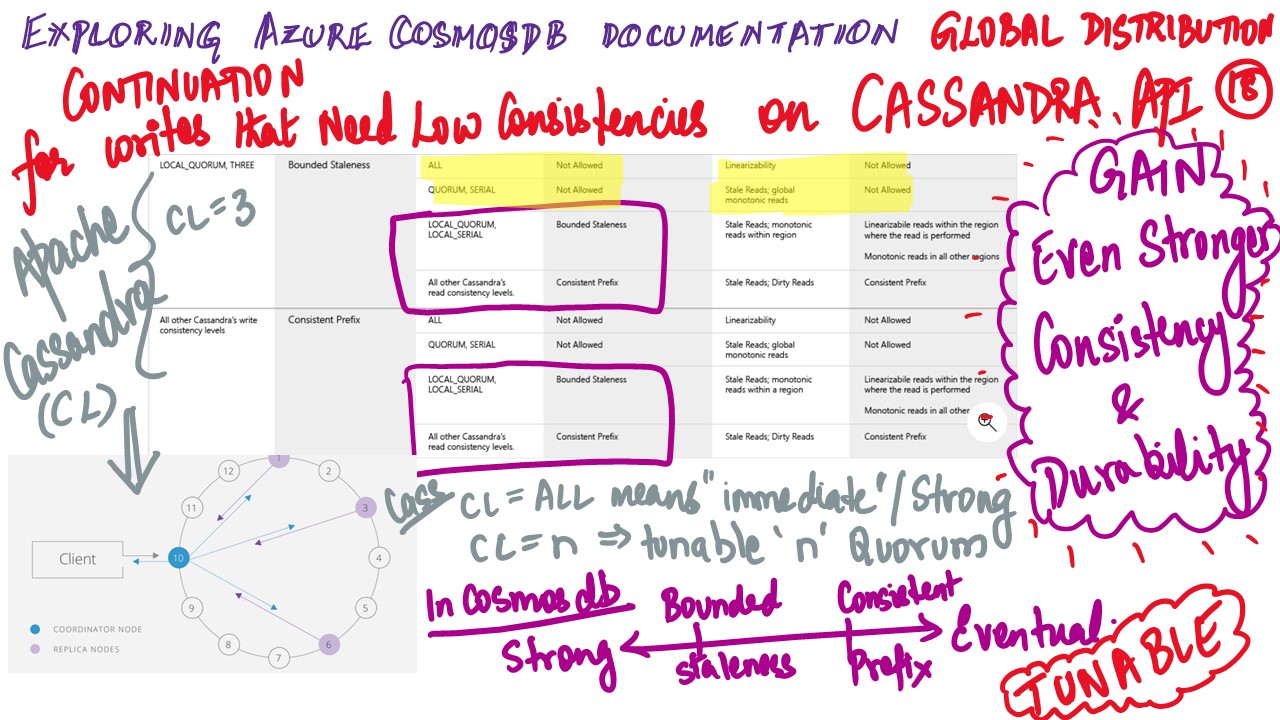 EXPLORING AZURE COSMOSDB DOCUMENTATION GLOBAL DISTRIBUTION
CONTINUATION
for writes that Need Low Consistencies on CASSANDRA API 18
LOCAL_QUORUM, THREE Bounded Staleness ALL Not Allowed Linearizability Not Allowed
QUORUM, SERIAL Not Allowed Stale Reads; global Not Allowed
monotonic reads
LOCAL_QUORUM, Bounded Staleness Stale Reads; monotonic Linearizabile reads within the region
LOCAL_SERIAL reads within region where the read is performed
Monotonic reads in all other regions
All other Cassandra's Consistent Prefix Stale Reads; Dirty Reads Consistent Prefix
read consistency levels.
All other Cassandra's write Consistent Prefix ALL Not Allowed Linearizability Not Allowed
consistency levels
QUORUM, SERIAL Not Allowed Stale Reads; global Not Allowed
monotonic reads
LOCAL_QUORUM, Bounded Staleness Stale Reads; monotonic Linearizabile reads within the region
LOCAL_SERIAL reads within a region where the read is performed
Monotonic reads in all other
All other Cassandra's Consistent Prefix Stale Reads; Dirty Reads Consistent Prefix
read consistency levels.
CL=3
Apache
Cassandra
(CL)
GAIN
Even Stronger
Consistency
&
Durability
Client
1
2
3
4
5
6
7
8
9
10
11
12
COORDINATOR NODE
REPLICA NODES
Cass CL = ALL means "immediate"/Strong
CL = n ⇒ tunable 'n' Quorum
In Cosmos db Bounded Consistent
Strong staleness Prefix Eventual.
TUNABLE